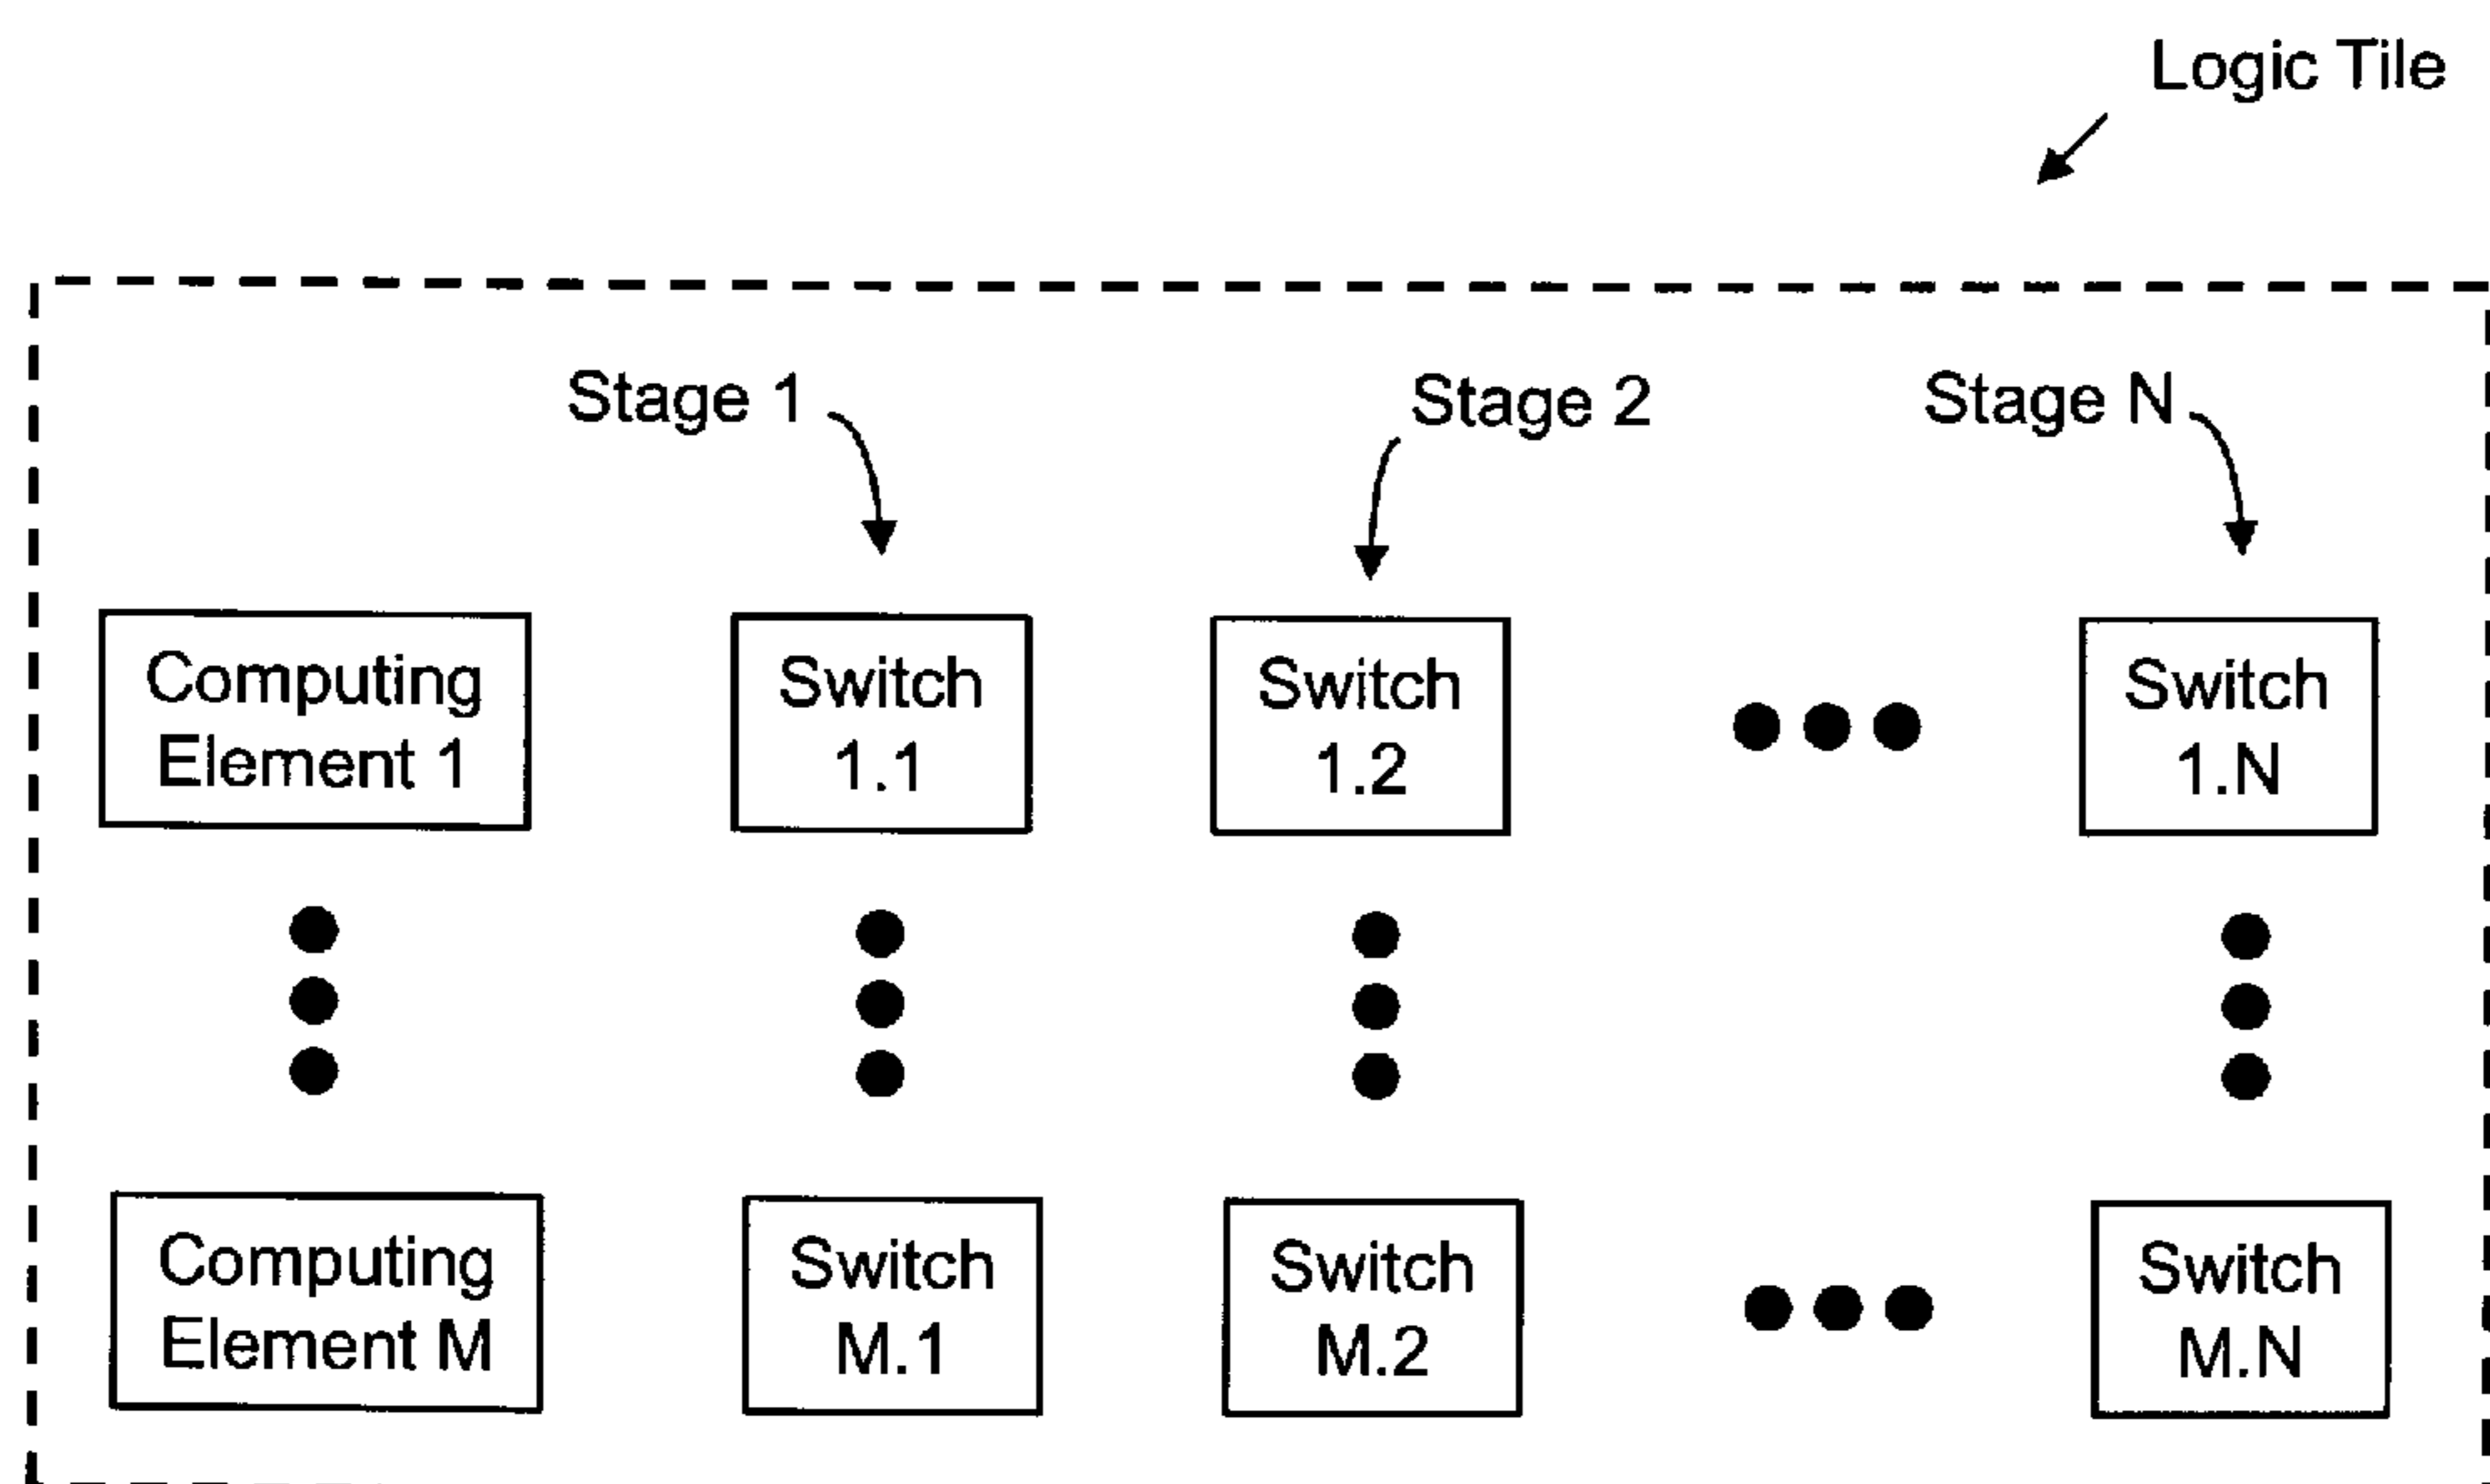 Logic Tile
Stage 1
Stage 2
Stage N
Computing
Element 1
Switch
1.1
Switch
1.2
Switch
1.N
Computing
Element M
Switch
M.1
Switch
M.2
Switch
M.N